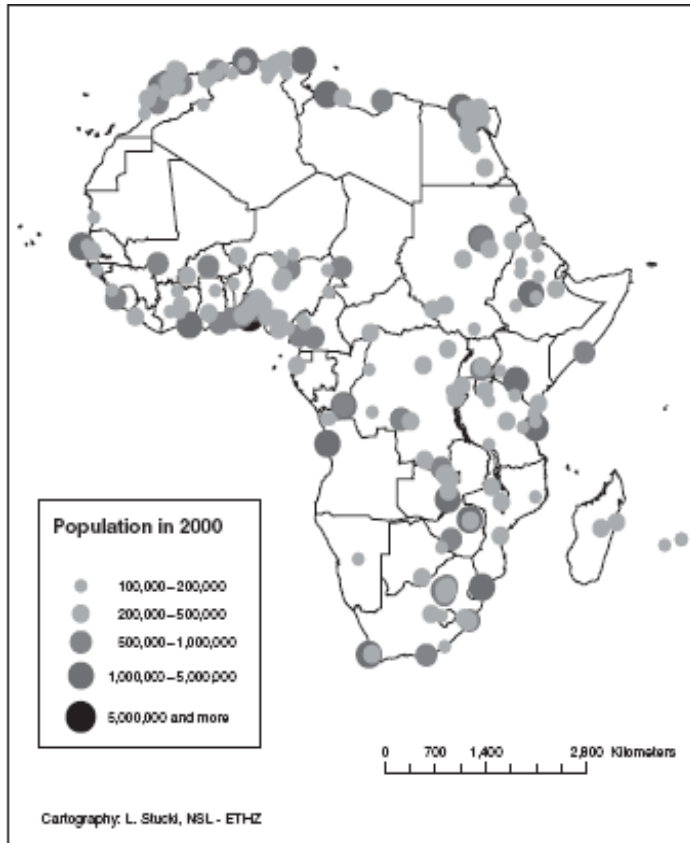 Population in 2000
100,000–200,000
200,000–500,000
500,000–1,000,000
1,000,000–5,000,000
5,000,000 and more
0 700 1,400 2,800 Kilometers
Cartography: L. Stucki, NSL - ETHZ